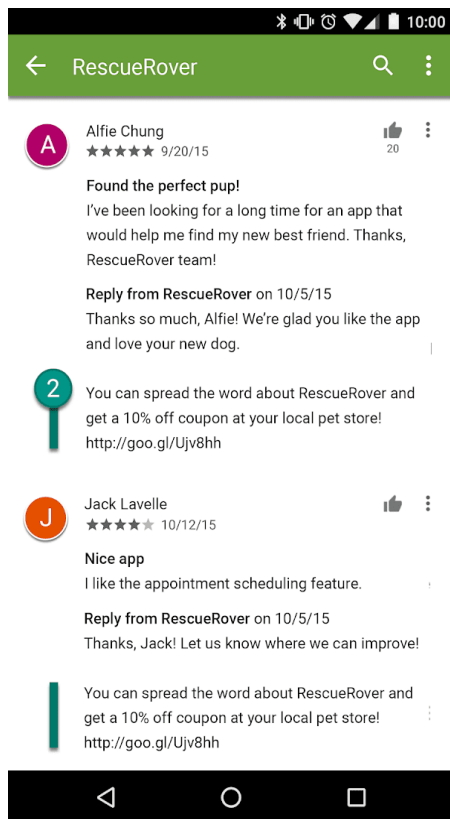 10:00
RescueRover
A
Alfie Chung
9/20/15
20
Found the perfect pup!
I've been looking for a long time for an app that
would help me find my new best friend. Thanks,
RescueRover team!
Reply from RescueRover on 10/5/15
Thanks so much, Alfie! We're glad you like the app
and love your new dog.
2
You can spread the word about RescueRover and
get a 10% off coupon at your local pet store!
http://goo.gl/Ujv8hh
J
Jack Lavelle
10/12/15
Nice app
I like the appointment scheduling feature.
Reply from RescueRover on 10/5/15
Thanks, Jack! Let us know where we can improve!
You can spread the word about RescueRover and
get a 10% off coupon at your local pet store!
http://goo.gl/Ujv8hh